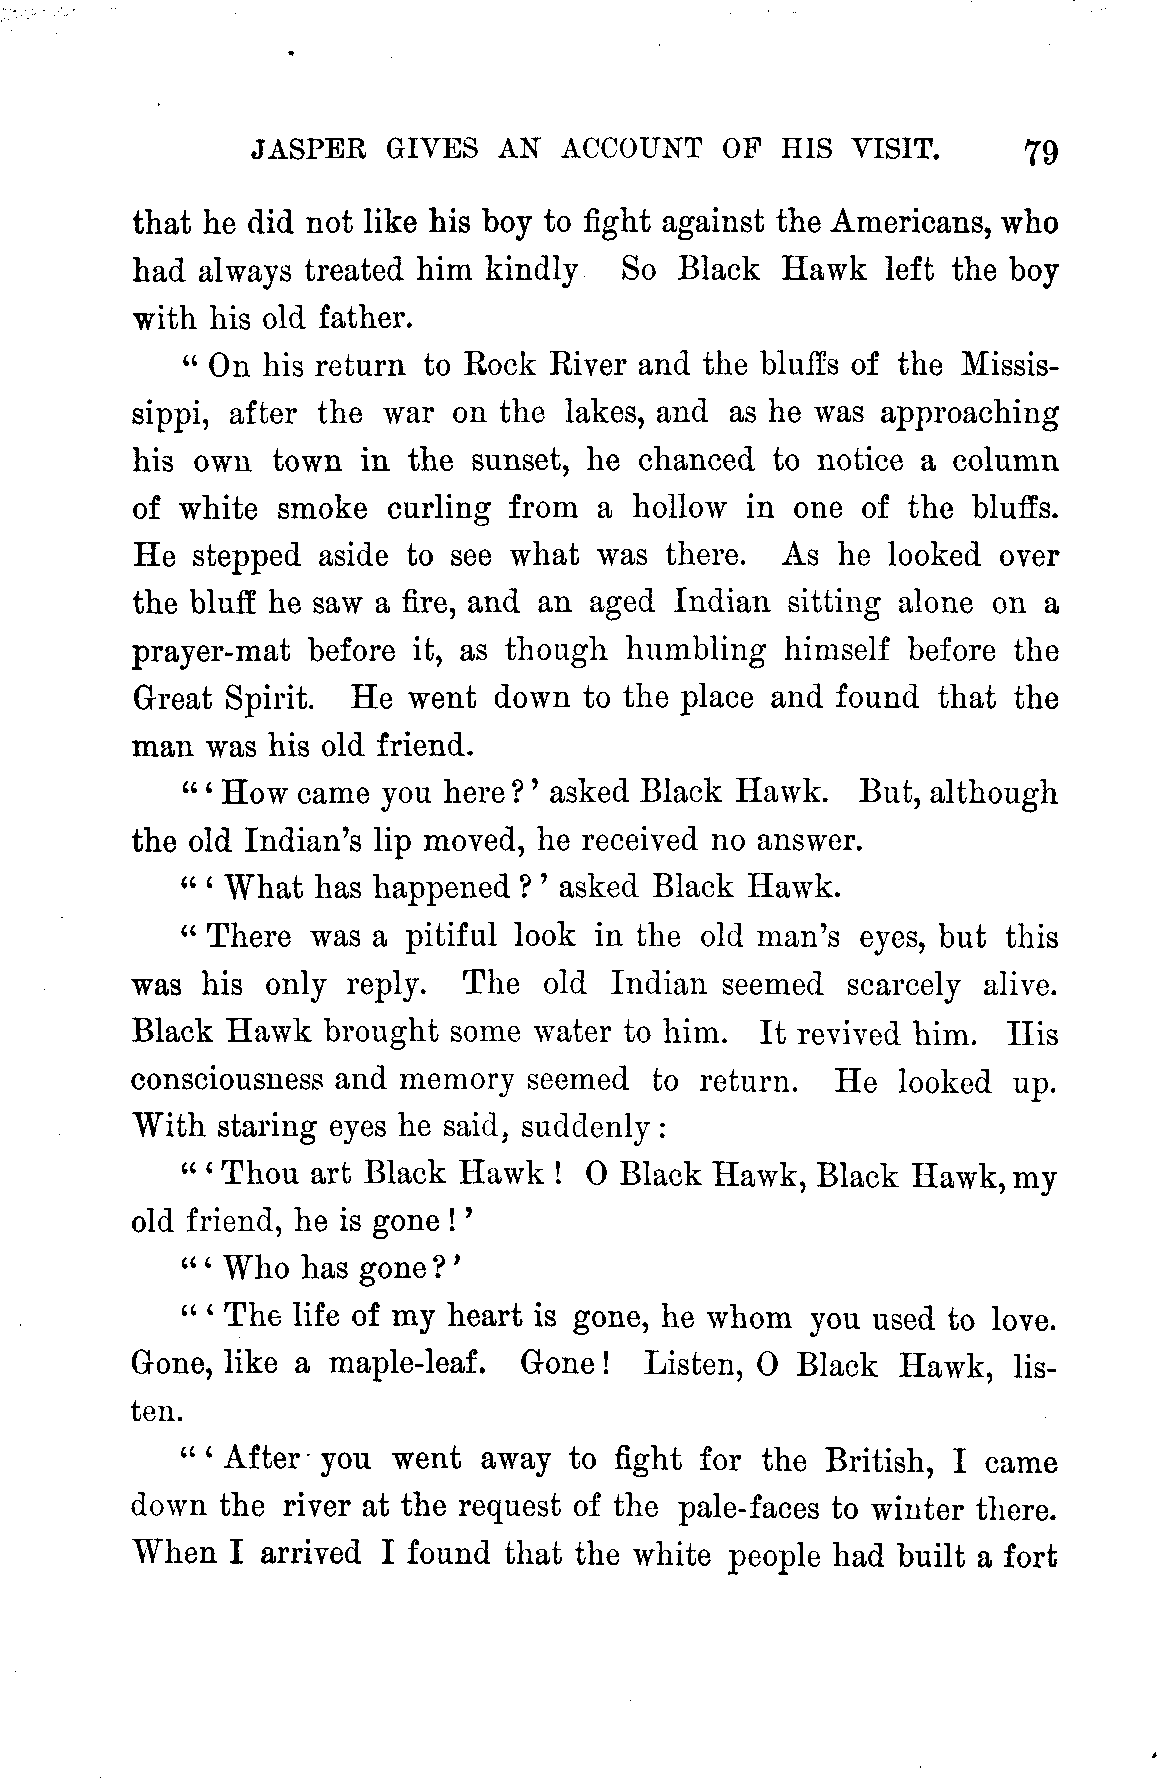 JASPER GIVES AN ACCOUNT OF HIS VISIT. 79
that he did not like his boy to fight against the Americans, who
had always treated him kindly So Black Hawk left the boy
with his old father.
“ On his return to Rock River and the bluffs of the Missis-
sippi, after the war on the lakes, and as he was approaching
his own town in the sunset, he chanced to notice a column
of white smoke curling from a hollow in one of the bluffs.
He stepped aside to see what was there. As he looked over
the bluff he saw a fire, and an aged Indian sitting alone on a
prayer-mat before it, as though humbling himself before the
Great Spirit. He went down to the place and found that the
man was his old friend.
“ ‘ How came you here ? ’ asked Black Hawk. But, although
the old Indian’s lip moved, he received no answer.
“ ‘ What has happened ? ’ asked Black Hawk.
“ There was a pitiful look in the old man’s eyes, but this
was his only reply. The old Indian seemed scarcely alive.
Black Hawk brought some water to him. It revived him. His
consciousness and memory seemed to return. He looked up.
With staring eyes he said, suddenly :
“ ‘ Thou art Black Hawk ! O Black Hawk, Black Hawk, my
old friend, he is gone ! ’
“ ‘ Who has gone ? ’
“ ‘ The life of my heart is gone, he whom you used to love.
Gone, like a maple-leaf. Gone ! Listen, O Black Hawk, lis-
ten.
“ ‘ After you went away to fight for the British, I came
down the river at the request of the pale-faces to winter there.
When I arrived I found that the white people had built a fort